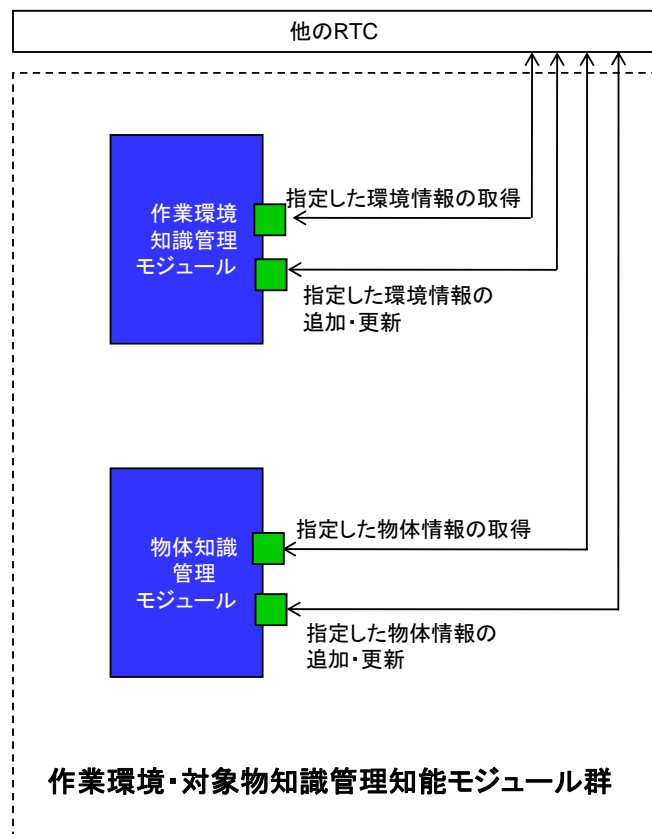 他のRTC
指定した環境情報の取得
作業環境
知識管理
モジュール
指定した環境情報の
追加・更新
指定した物体情報の取得
物体知識
管理
モジュール
指定した物体情報の
追加・更新
作業環境・対象物知識管理知能モジュール群